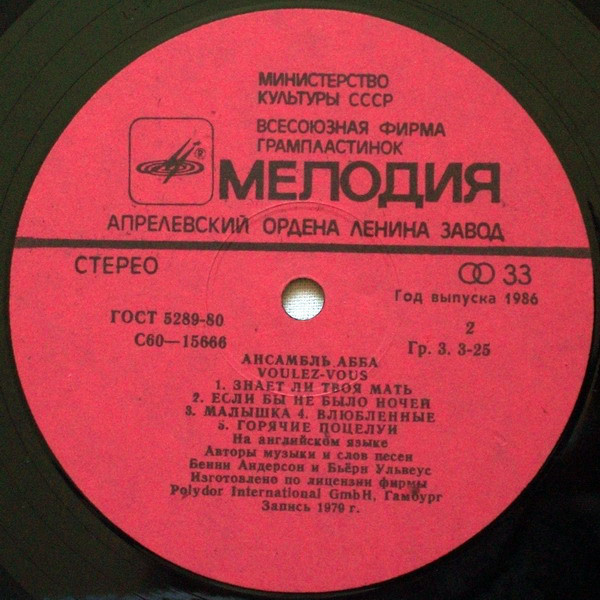 МИНИСТЕРСТВО
КУЛЬТУРЫ СССР
ВСЕСОЮЗНАЯ ФИРМА
ГРАМПЛАСТИНОК
МЕЛОДИЯ
АПРЕЛЕВСКИЙ ОРДЕНА ЛЕНИНА ЗАВОД
СТЕРЕО
33
Год выпуска 1986
ГОСТ 5289-80
2
С60—15666
Гр. 3. 3-25
АНСАМБЛЬ АББА
VOULEZ-VOUS
1. ЗНАЕТ ЛИ ТВОЯ МАТЬ
2. ЕСЛИ БЫ НЕ БЫЛО НОЧЕЙ
3. МАЛЫШКА 4. ВЛЮБЛЕННЫЕ
5. ГОРЯЧИЕ ПОЦЕЛУИ
На английском языке
Авторы музыки и слов песен
Бенни Андерсон и Бьёрн Ульвеус
Изготовлено по лицензии фирмы
Polydor International GmbH, Гамбург
Запись 1979 г.